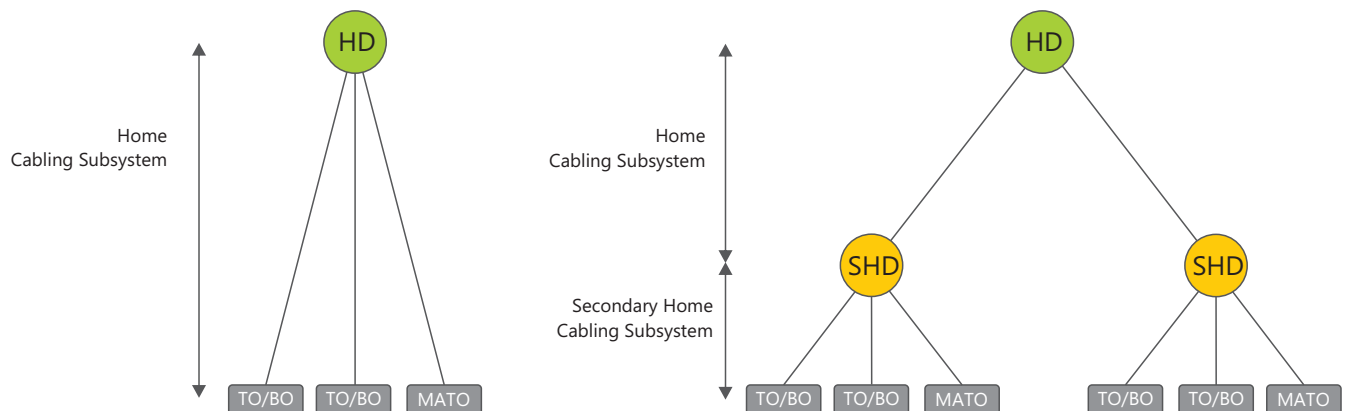 HD
Home
Cabling Subsystem
TO/BO TO/BO MATO
HD
Home
Cabling Subsystem
SHD SHD
Secondary Home
Cabling Subsystem
TO/BO TO/BO MATO TO/BO TO/BO MATO